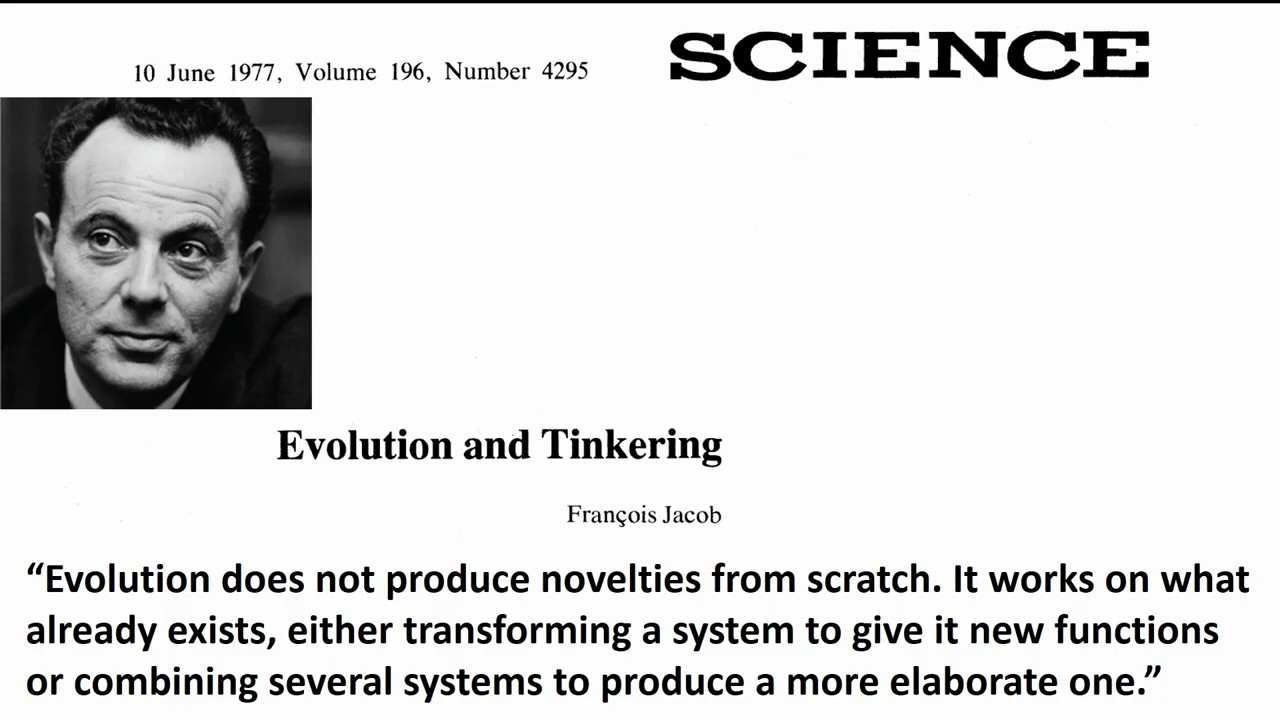 10 June 1977, Volume 196, Number 4295
SCIENCE
Evolution and Tinkering
François Jacob
“Evolution does not produce novelties from scratch. It works on what
already exists, either transforming a system to give it new functions
or combining several systems to produce a more elaborate one.”